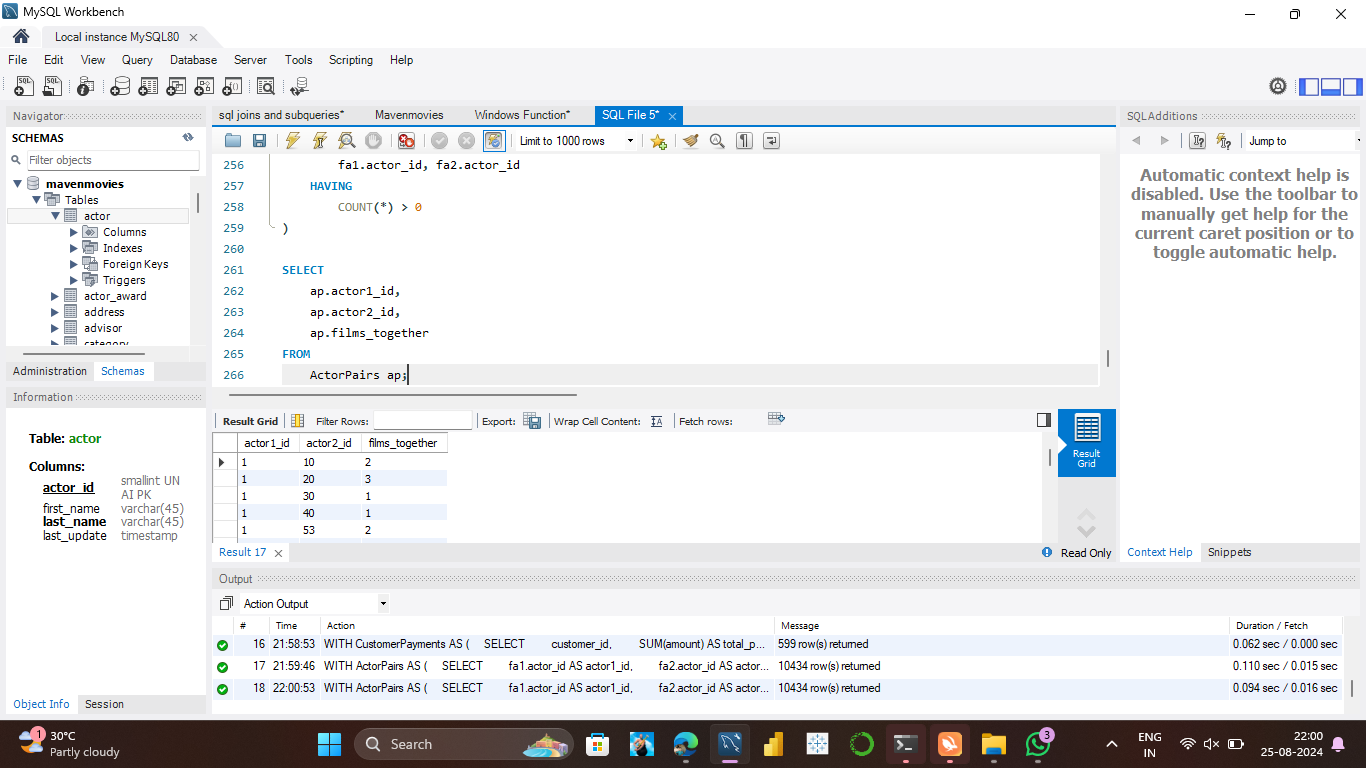 MySQL Workbench
Local instance MySQL80
File Edit View Query Database Server Tools Scripting Help
Navigator
SCHEMAS
Filter objects
mavenmovies
Tables
actor
Columns
Indexes
Foreign Keys
Triggers
actor_award
address
advisor
category
Administration Schemas
Information
Table: actor
Columns:
actor_id smallint UN AI PK
first_name varchar(45)
last_name varchar(45)
last_update timestamp
Object Info Session
sql joins and subqueries* Mavenmovies Windows Function* SQL File 5*
Limit to 1000 rows
256 fa1.actor_id, fa2.actor_id
257 HAVING
258 COUNT(*) > 0
259 )
260
261 SELECT
262 ap.actor1_id,
263 ap.actor2_id,
264 ap.films_together
265 FROM
266 ActorPairs ap;
Result Grid Filter Rows: Export: Wrap Cell Content: Fetch rows:
actor1_id actor2_id films_together
1 10 2
1 20 3
1 30 1
1 40 1
1 53 2
Result Grid
Result 17
Read Only
SQLAdditions
Jump to
Automatic context help is
disabled. Use the toolbar to
manually get help for the
current caret position or to
toggle automatic help.
Context Help Snippets
Output
Action Output
# Time Action Message Duration / Fetch
16 21:58:53 WITH CustomerPayments AS ( SELECT customer_id, SUM(amount) AS total_p... 599 row(s) returned 0.062 sec / 0.000 sec
17 21:59:46 WITH ActorPairs AS ( SELECT fa1.actor_id AS actor1_id, fa2.actor_id AS actor... 10434 row(s) returned 0.110 sec / 0.015 sec
18 22:00:53 WITH ActorPairs AS ( SELECT fa1.actor_id AS actor1_id, fa2.actor_id AS actor... 10434 row(s) returned 0.094 sec / 0.016 sec
1
30°C
Partly cloudy
Search
3
ENG
IN
22:00
25-08-2024